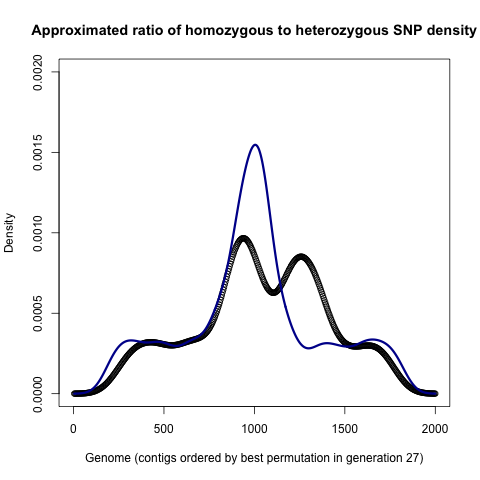 Approximated ratio of homozygous to heterozygous SNP density
Density
0.0020
0.0015
0.0010
0.0005
0.0000
0 500 1000 1500 2000
Genome (contigs ordered by best permutation in generation 27)